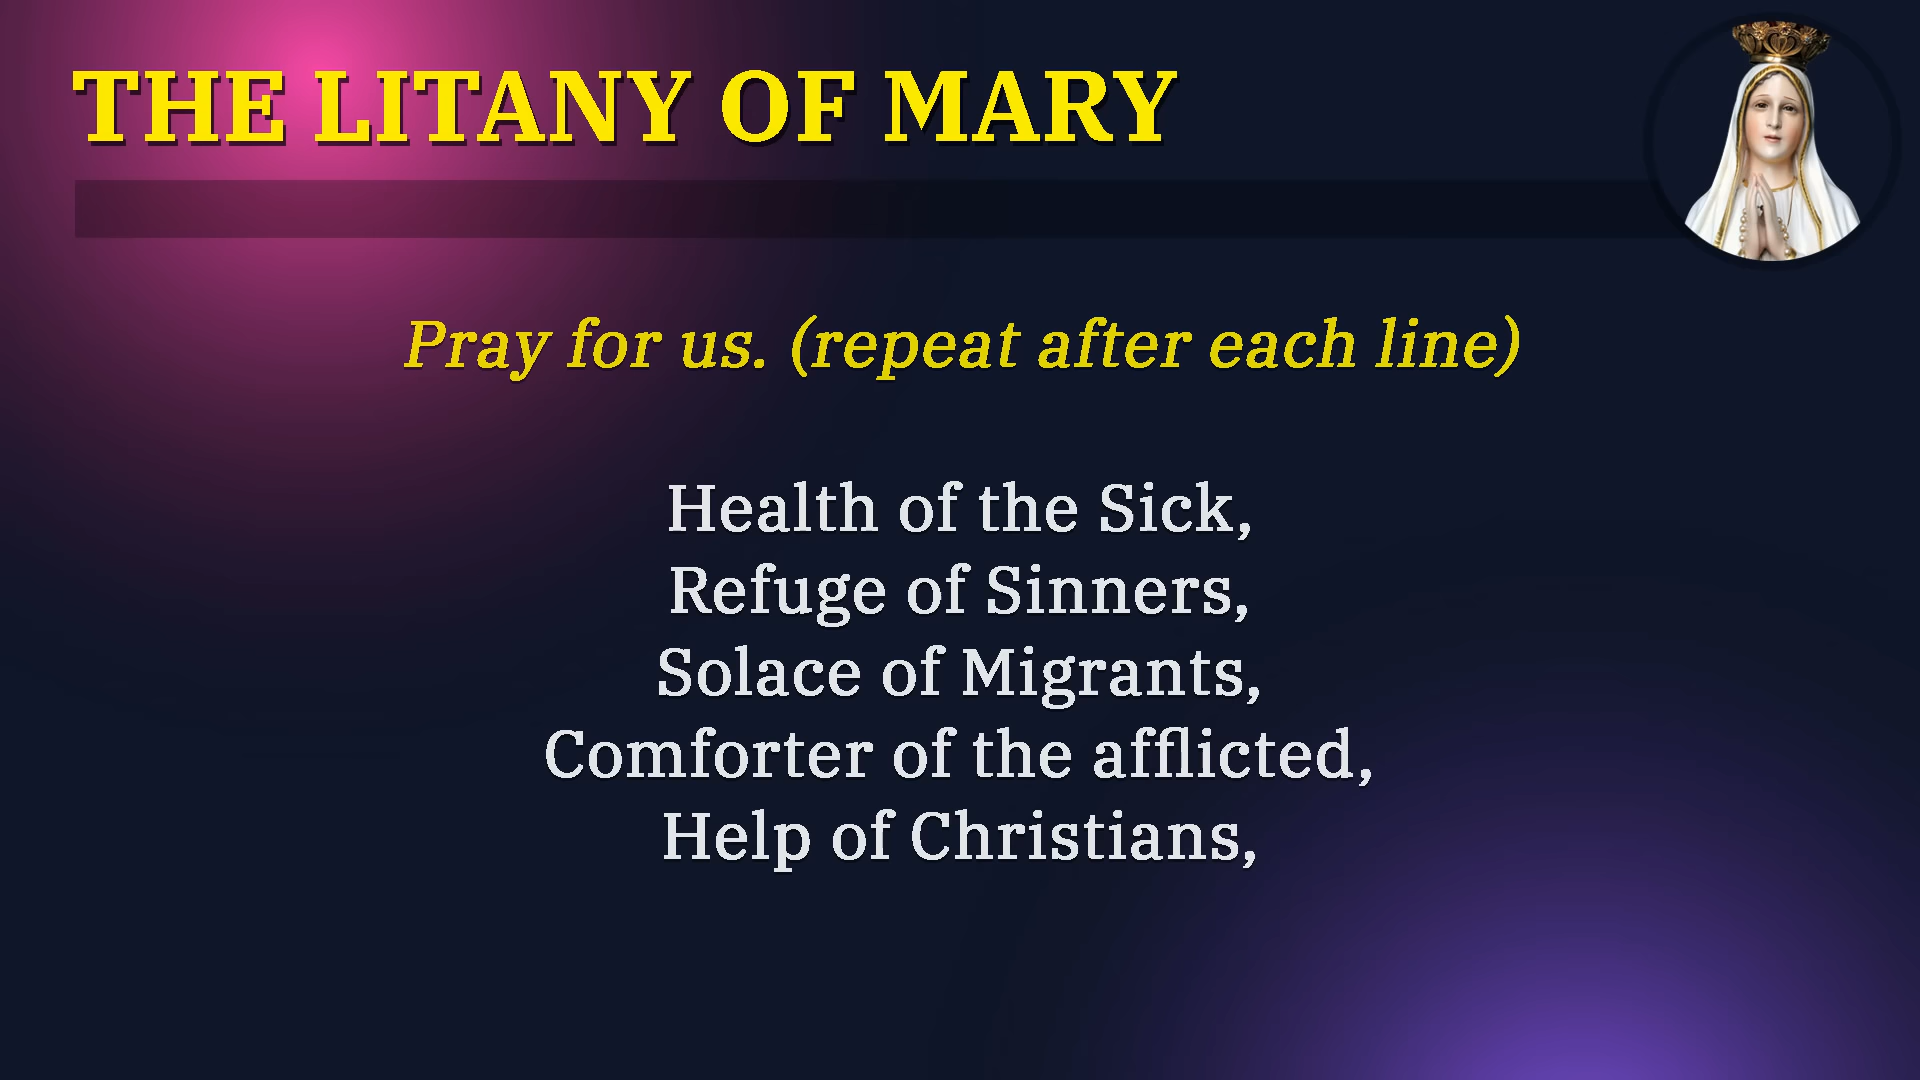 THE LITANY OF MARY
Pray for us. (repeat after each line)
Health of the Sick,
Refuge of Sinners,
Solace of Migrants,
Comforter of the afflicted,
Help of Christians,